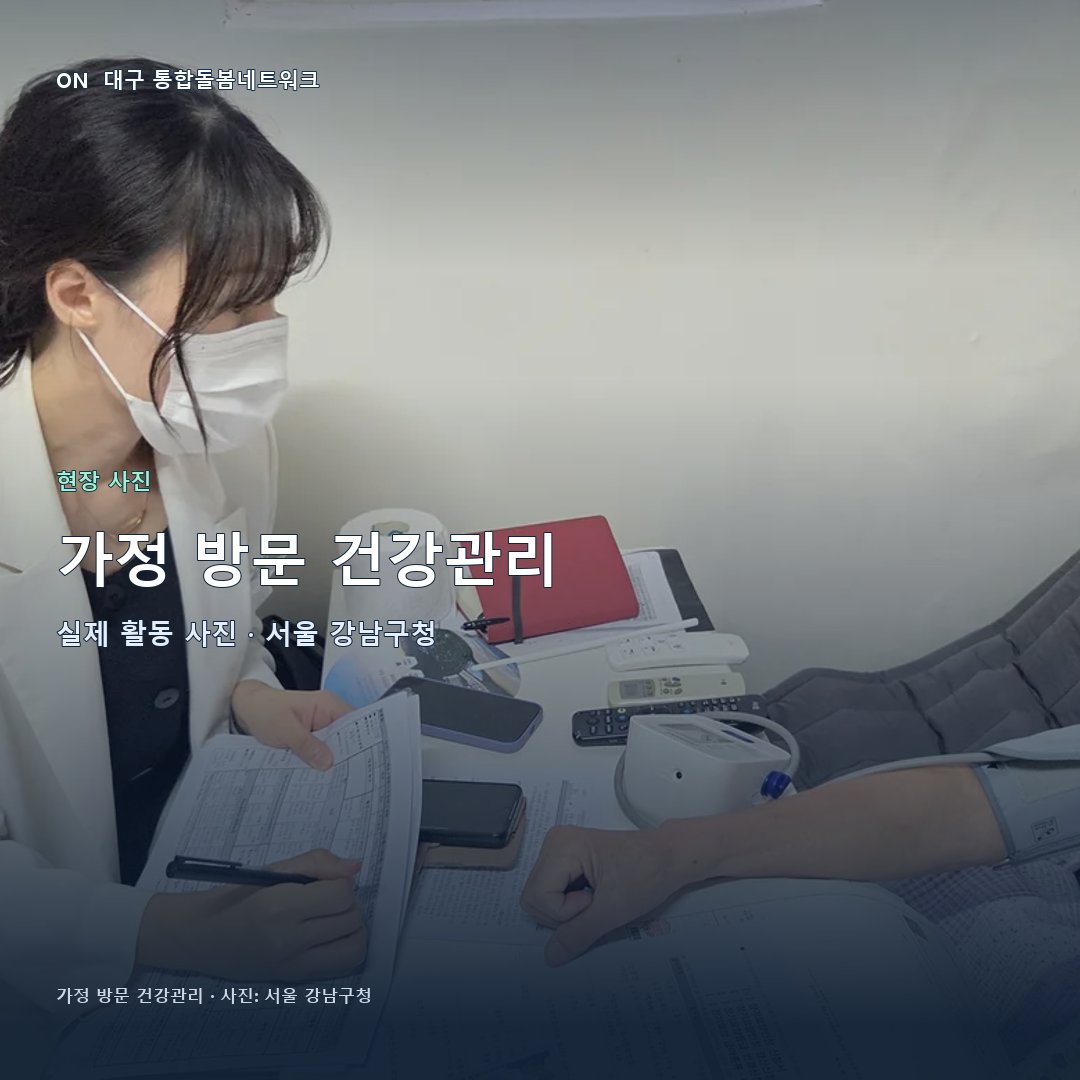 ON 대구 통합돌봄네트워크
현장 사진
가정 방문 건강관리
실제 활동 사진 · 서울 강남구청
가정 방문 건강관리 · 사진: 서울 강남구청